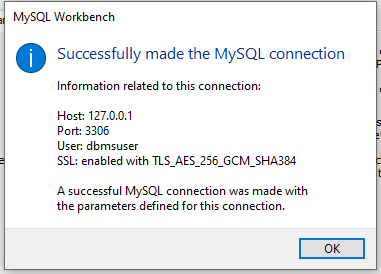 MySQL Workbench
Successfully made the MySQL connection
Information related to this connection:
Host: 127.0.0.1
Port: 3306
User: dbmsuser
SSL: enabled with TLS_AES_256_GCM_SHA384
A successful MySQL connection was made with
the parameters defined for this connection.
OK